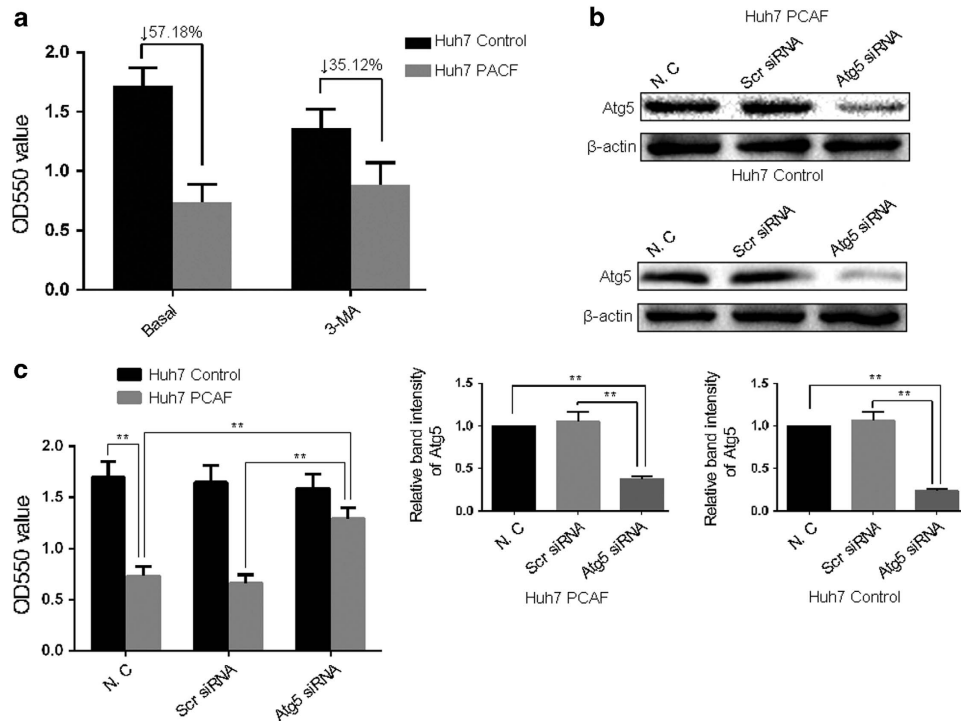 a
↓57.18%
↓35.12%
Huh7 Control
Huh7 PACF
2.0
1.5
1.0
0.5
0.0
OD550 value
Basal
3-MA
b
Huh7 PCAF
N. C
Scr siRNA
Atg5 siRNA
Atg5
β-actin
Huh7 Control
N. C
Scr siRNA
Atg5 siRNA
Atg5
β-actin
c
Huh7 Control
Huh7 PCAF
2.0
1.5
1.0
0.5
0.0
OD550 value
**
**
**
N. C
Scr siRNA
Atg5 siRNA
Relative band intensity
of Atg5
1.5
1.0
0.5
0.0
**
**
N. C
Scr siRNA
Atg5 siRNA
Huh7 PCAF
Relative band intensity
of Atg5
1.5
1.0
0.5
0.0
**
**
N. C
Scr siRNA
Atg5 siRNA
Huh7 Control